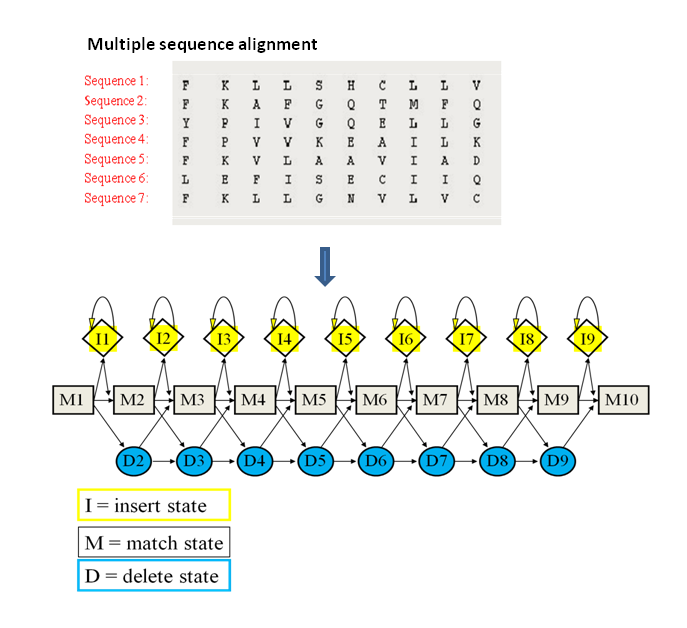 Multiple sequence alignment
Sequence 1: F K L L S H C L L V
Sequence 2: F K A F G Q T M F Q
Sequence 3: Y P I V G Q E L L G
Sequence 4: F P V V K E A I L K
Sequence 5: F K V L A A V I A D
Sequence 6: L E F I S E C I I Q
Sequence 7: F K L L G N V L V C
I1 I2 I3 I4 I5 I6 I7 I8 I9
M1 M2 M3 M4 M5 M6 M7 M8 M9 M10
D2 D3 D4 D5 D6 D7 D8 D9
I = insert state
M = match state
D = delete state